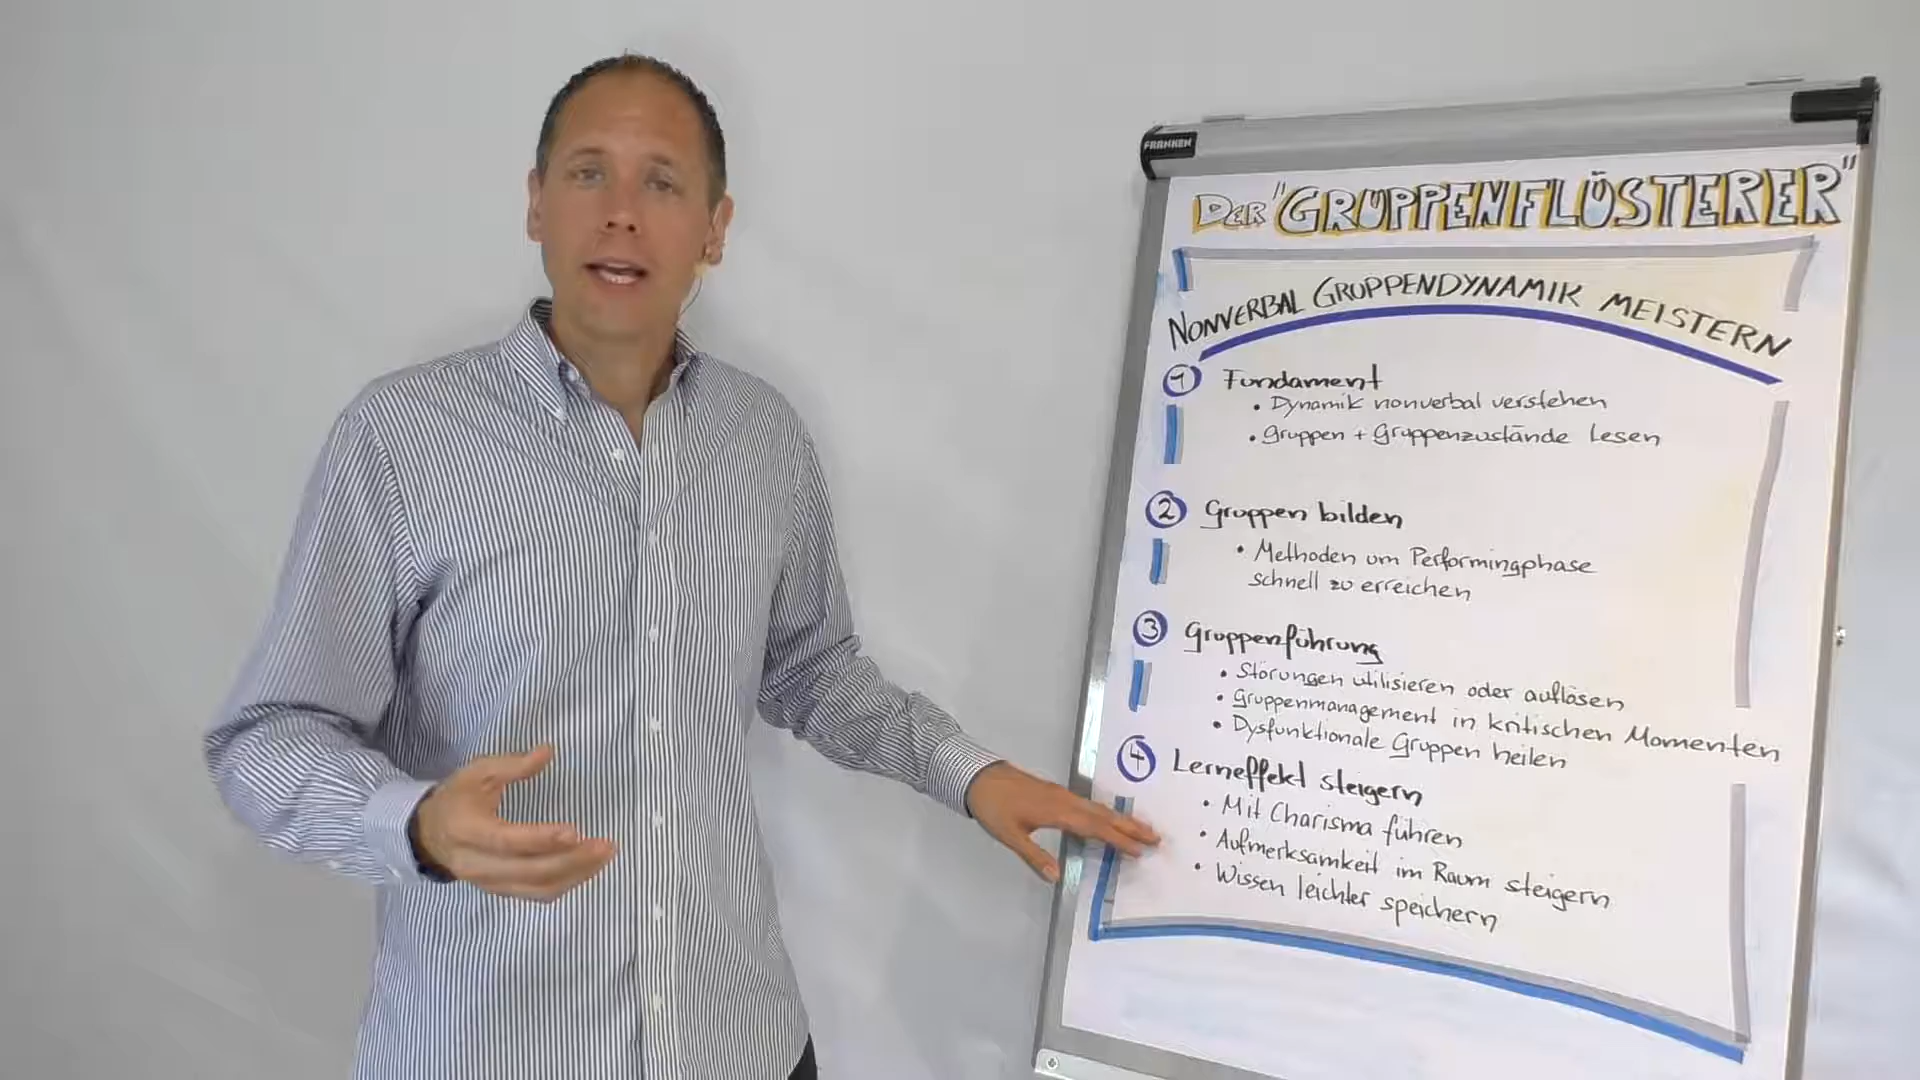 FRANKEN
DER "GRUPPENFLÜSTERER"
NONVERBAL GRUPPENDYNAMIK MEISTERN
1 Fundament
• Dynamik nonverbal verstehen
• Gruppen + Gruppenzustände lesen
2 Gruppen bilden
• Methoden um Performingphase
schnell zu erreichen
3 Gruppenführung
• Störungen utilisieren oder auflösen
• Gruppenmanagement in kritischen Momenten
• Dysfunktionale Gruppen heilen
4 Lerneffekt steigern
• Mit Charisma führen
• Aufmerksamkeit im Raum steigern
• Wissen leichter speichern